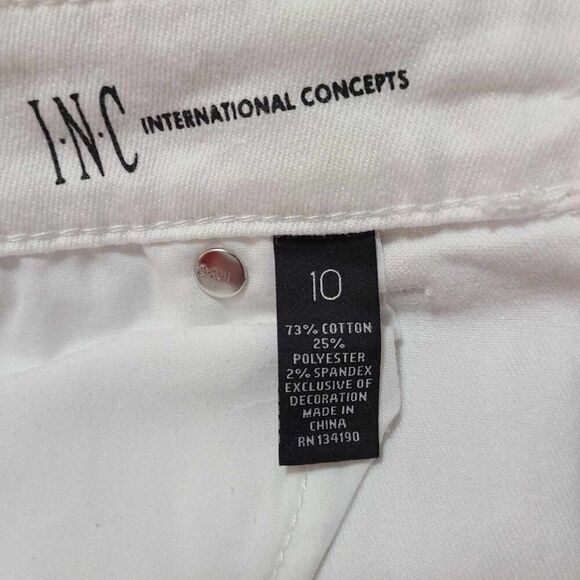 I·N·C INTERNATIONAL CONCEPTS
10
73% COTTON
25%
POLYESTER
2% SPANDEX
EXCLUSIVE OF
DECORATION
MADE IN
CHINA
RN 134190